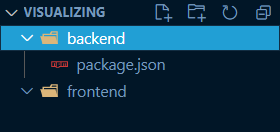 VISUALIZING
backend
package.json
frontend